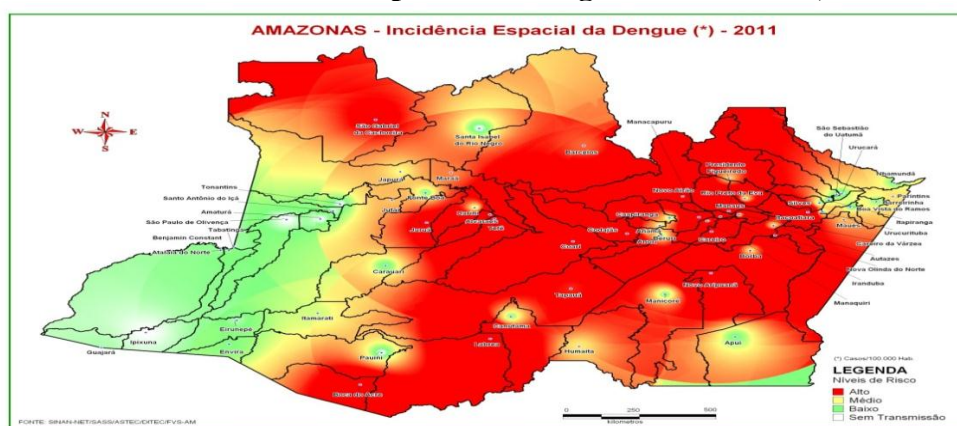 AMAZONAS - Incidência Espacial da Dengue (*) - 2011
N
W E
S
Manacapuru
São Sebastião
do Uatumã
Urucará
Nhamundá
São Gabriel
da Cachoeira
Santa Isabel
do Rio Negro
Barcelos
Presidente
Figueiredo
Tonantins
Santo Antônio do Içá
Amaturá
São Paulo de Olivença
Tabatinga
Benjamin Constant
Atalaia do Norte
Japurá
Maraã
Fonte Boa
Juruá
Novo Airão
Rio Preto da Eva
Manaus
Silves
Itacoatiara
Boa Vista do Ramos
Maués
Itapiranga
Urucurituba
Careiro da Várzea
Autazes
Nova Olinda do Norte
Iranduba
Manaquiri
Caapiranga
Codajás
Coari
Careiro
Borba
Carauari
Tapauá
Novo Aripuanã
Manicoré
Itamarati
Canutama
Eirunepe
Ipixuna
Guajará
Envira
Pauini
Lábrea
Humaitá
Apuí
Boca do Acre
(*) Casos/100.000 Hab.
LEGENDA
Níveis de Risco
Alto
Médio
Baixo
Sem Transmissão
0 250 500
kilometros
FONTE: SINAN-NET/SASS/ASTEC/DITEC/FVS-AM